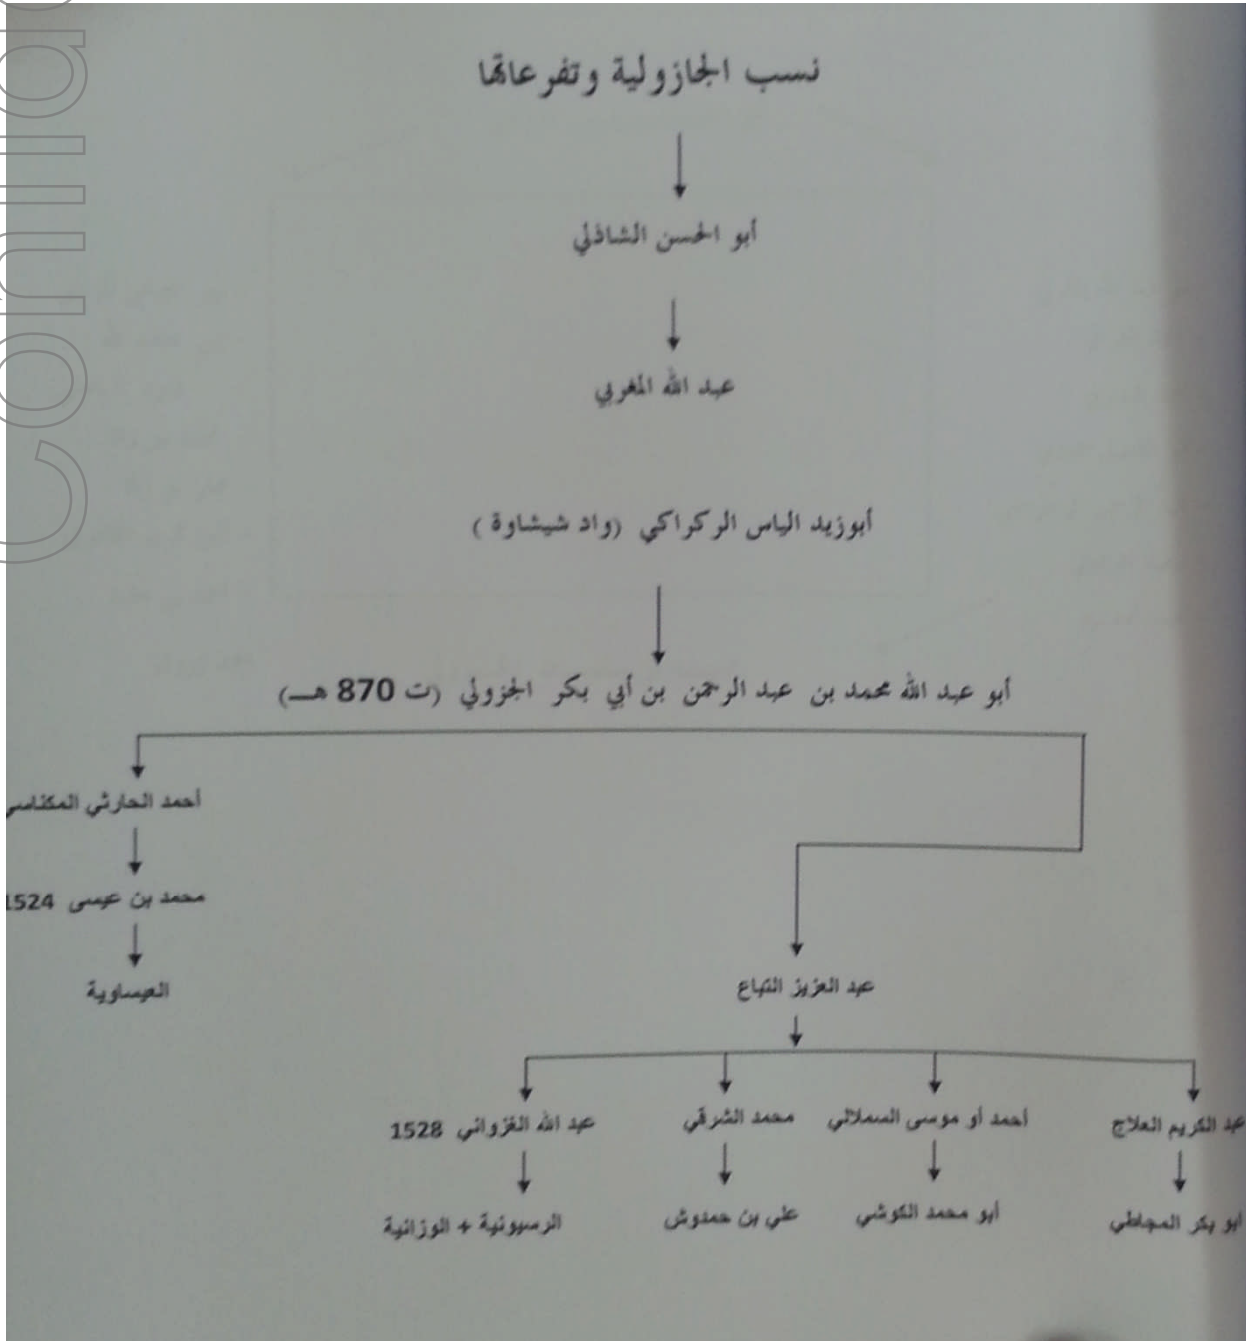 نسب الجازولية وتفرعاتها
أبو الحسن الشاذلي
عبد الله المغربي
أبوزيد الياس الركراكي (واد شيشاوة )
أبو عبد الله محمد بن عبد الرحمن بن أبي بكر الجزولي (ت 870 هـ)
أحمد الحارثي المكناسي
محمد بن عيسى 1524
العيساوية
عبد العزيز التباع
عبد الكريم العلاج
أحمد أو موسى السملالي
محمد الشرقي
عبد الله الغزواني 1528
أبو بكر المجاطي
أبو محمد الكوشي
علي بن حمدوش
الرسيونية + الوزانية